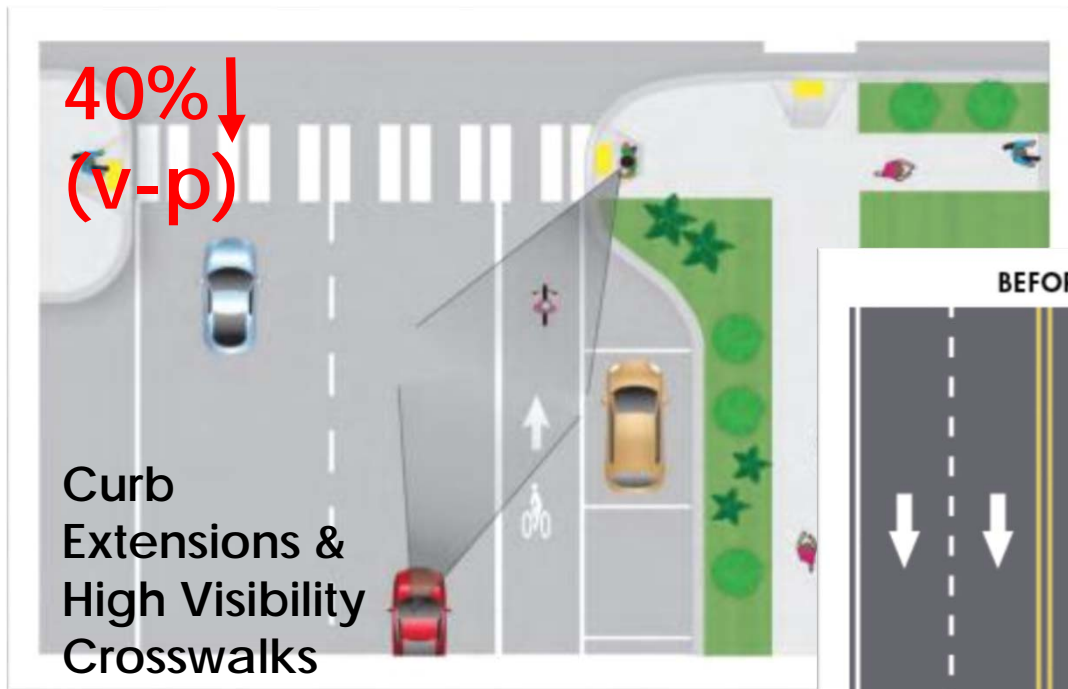 40%
(v-p)
Curb
Extensions &
High Visibility
Crosswalks
BEFOR